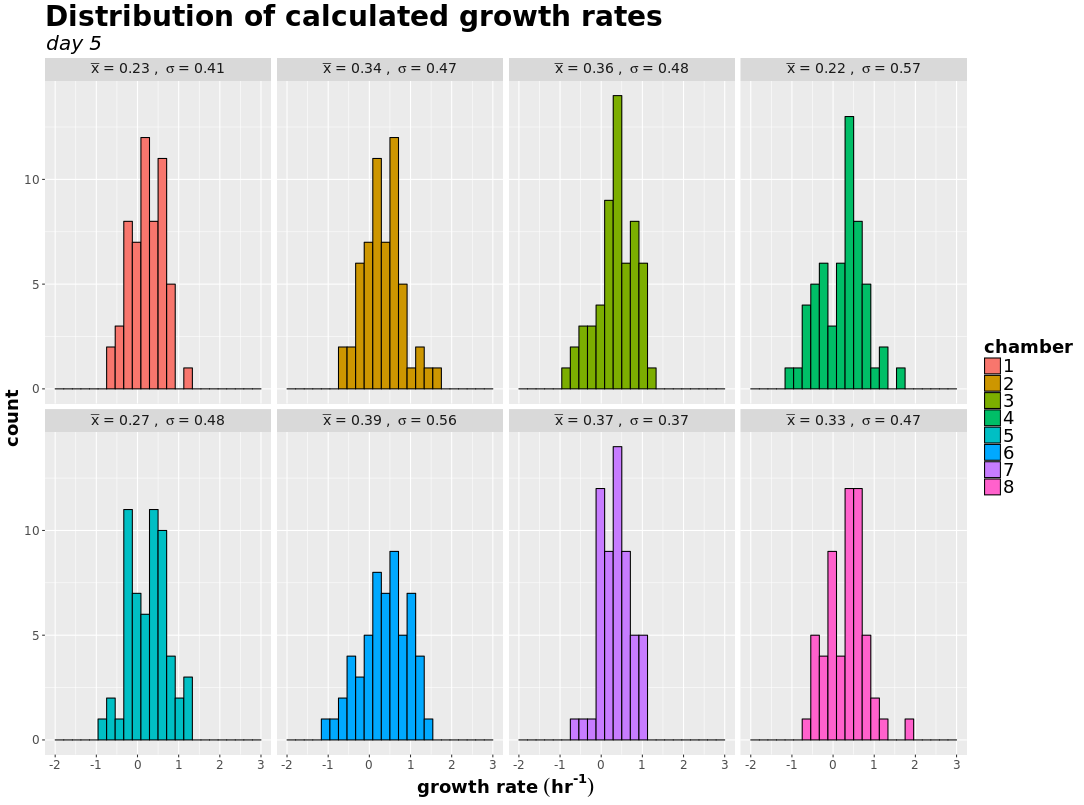 Distribution of calculated growth rates
day 5
x̅ = 0.23 , σ = 0.41
x̅ = 0.34 , σ = 0.47
x̅ = 0.36 , σ = 0.48
x̅ = 0.22 , σ = 0.57
10
5
0
x̅ = 0.27 , σ = 0.48
x̅ = 0.39 , σ = 0.56
x̅ = 0.37 , σ = 0.37
x̅ = 0.33 , σ = 0.47
10
5
0
-2 -1 0 1 2 3
-2 -1 0 1 2 3
-2 -1 0 1 2 3
-2 -1 0 1 2 3
count
growth rate (hr⁻¹)
chamber
1
2
3
4
5
6
7
8